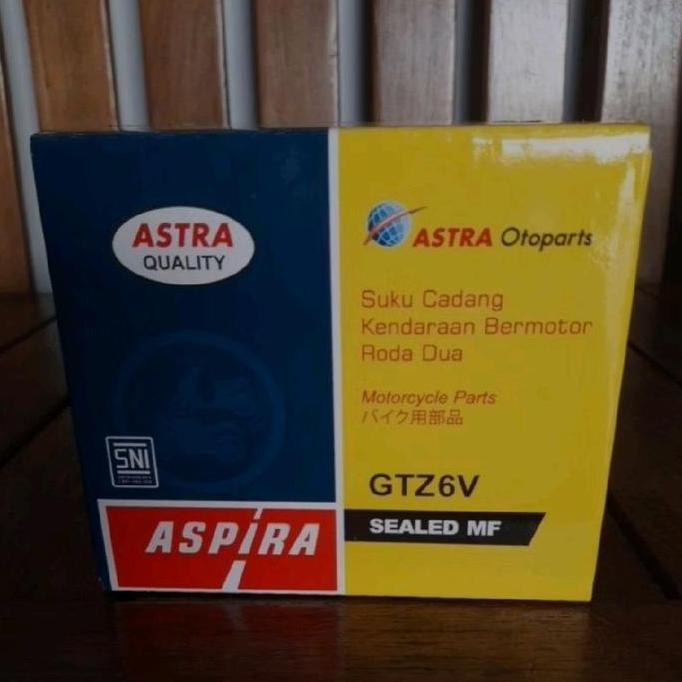 ASTRA
QUALITY
SNI
ASPIRA
ASTRA Otoparts
Suku Cadang
Kendaraan Bermotor
Roda Dua
Motorcycle Parts
バイク用部品
GTZ6V
SEALED MF